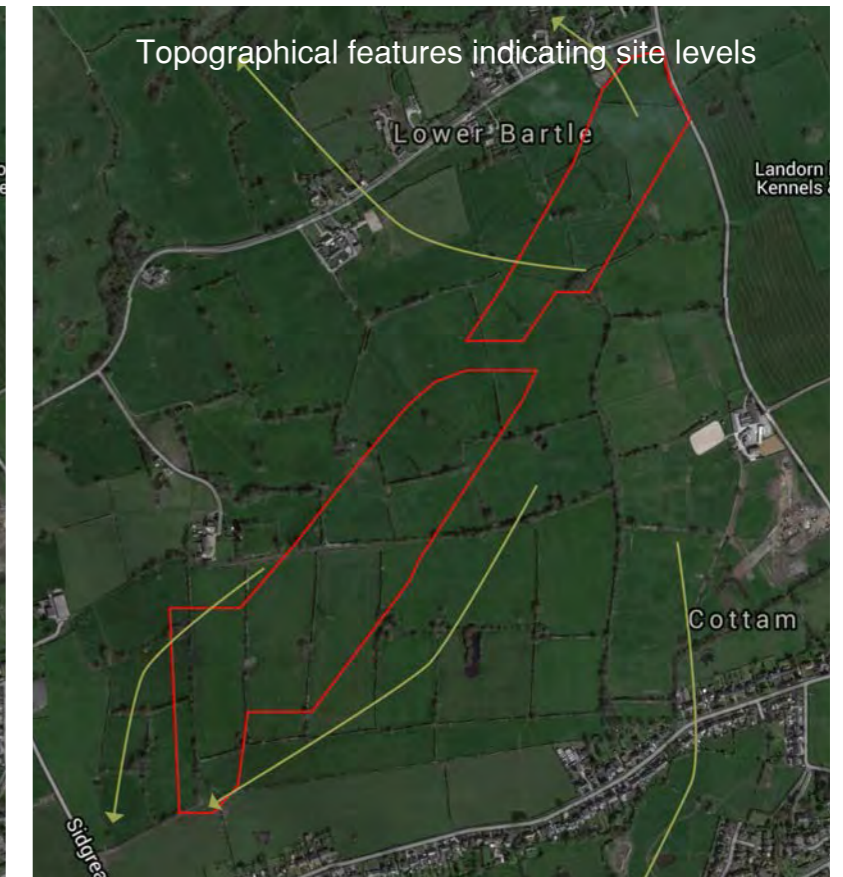 Topographical features indicating site levels
Lower Bartle
Landorn
Kennels &
Cottam
Sidgrea